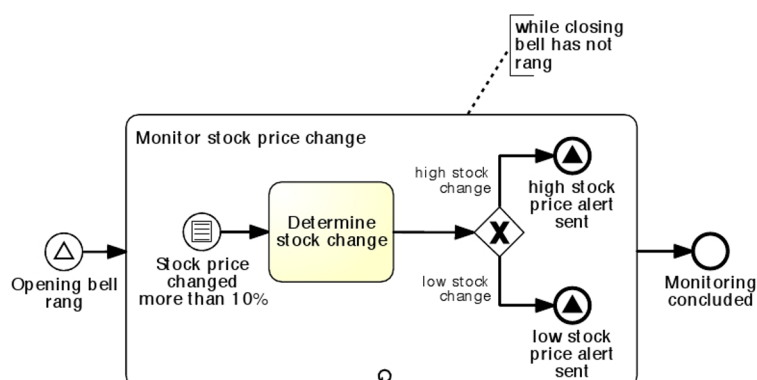 while closing
bell has not
rang
Monitor stock price change
high stock
change
high stock
price alert
sent
Determine
stock change
X
Stock price
changed
more than 10%
Opening bell
rang
low stock
change
low stock
price alert
sent
Monitoring
concluded